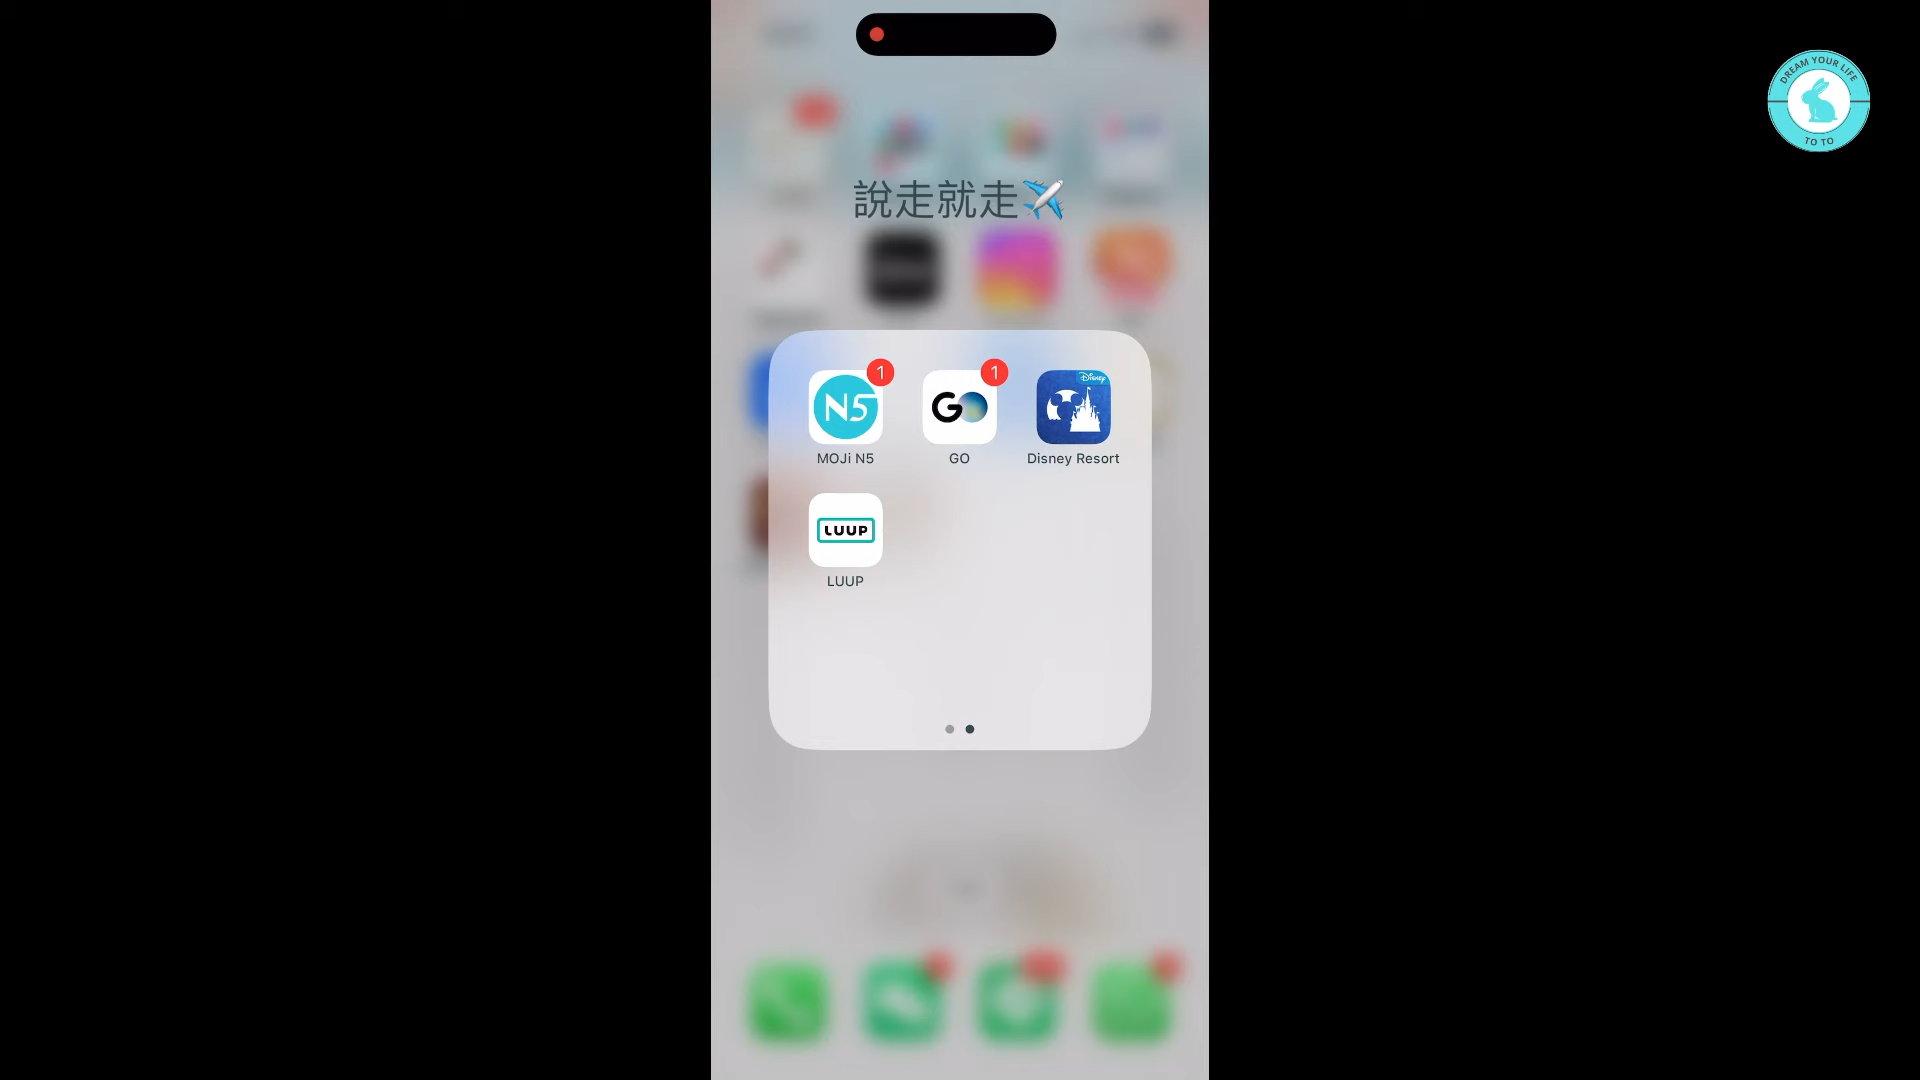 DREAM YOUR LIFE
TO TO
說走就走✈️
1
1
N5
GO
Disney
MOJi N5
GO
Disney Resort
LUUP
LUUP